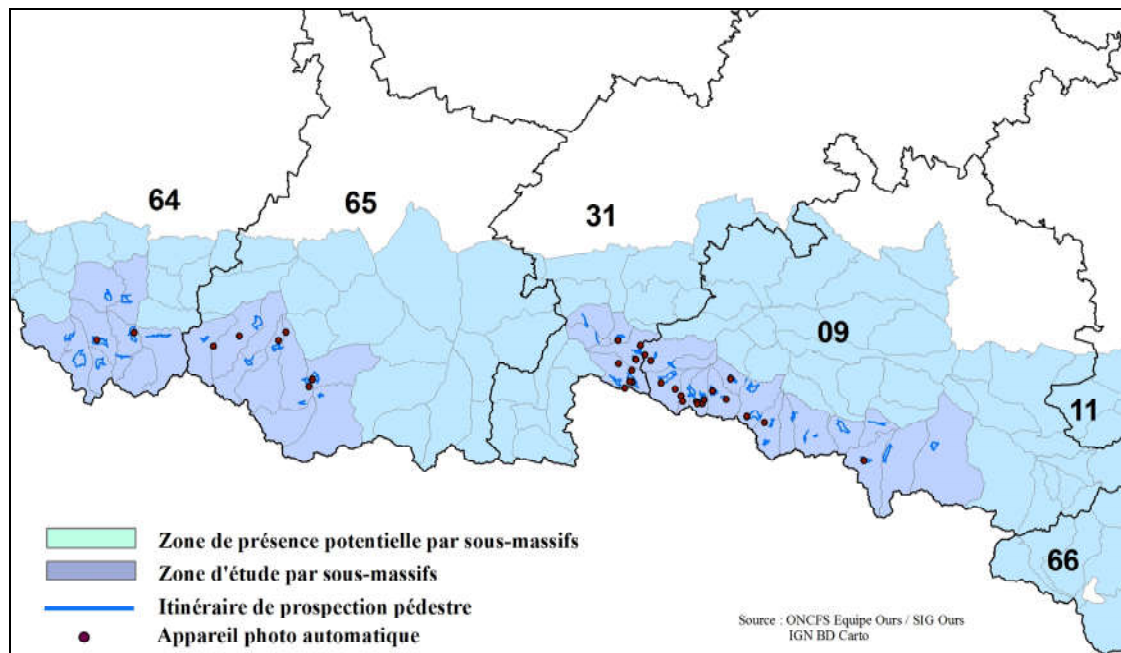 64
65
31
09
11
66
Zone de présence potentielle par sous-massifs
Zone d'étude par sous-massifs
Itinéraire de prospection pédestre
Appareil photo automatique
Source : ONCFS Equipe Ours / SIG Ours
IGN BD Carto